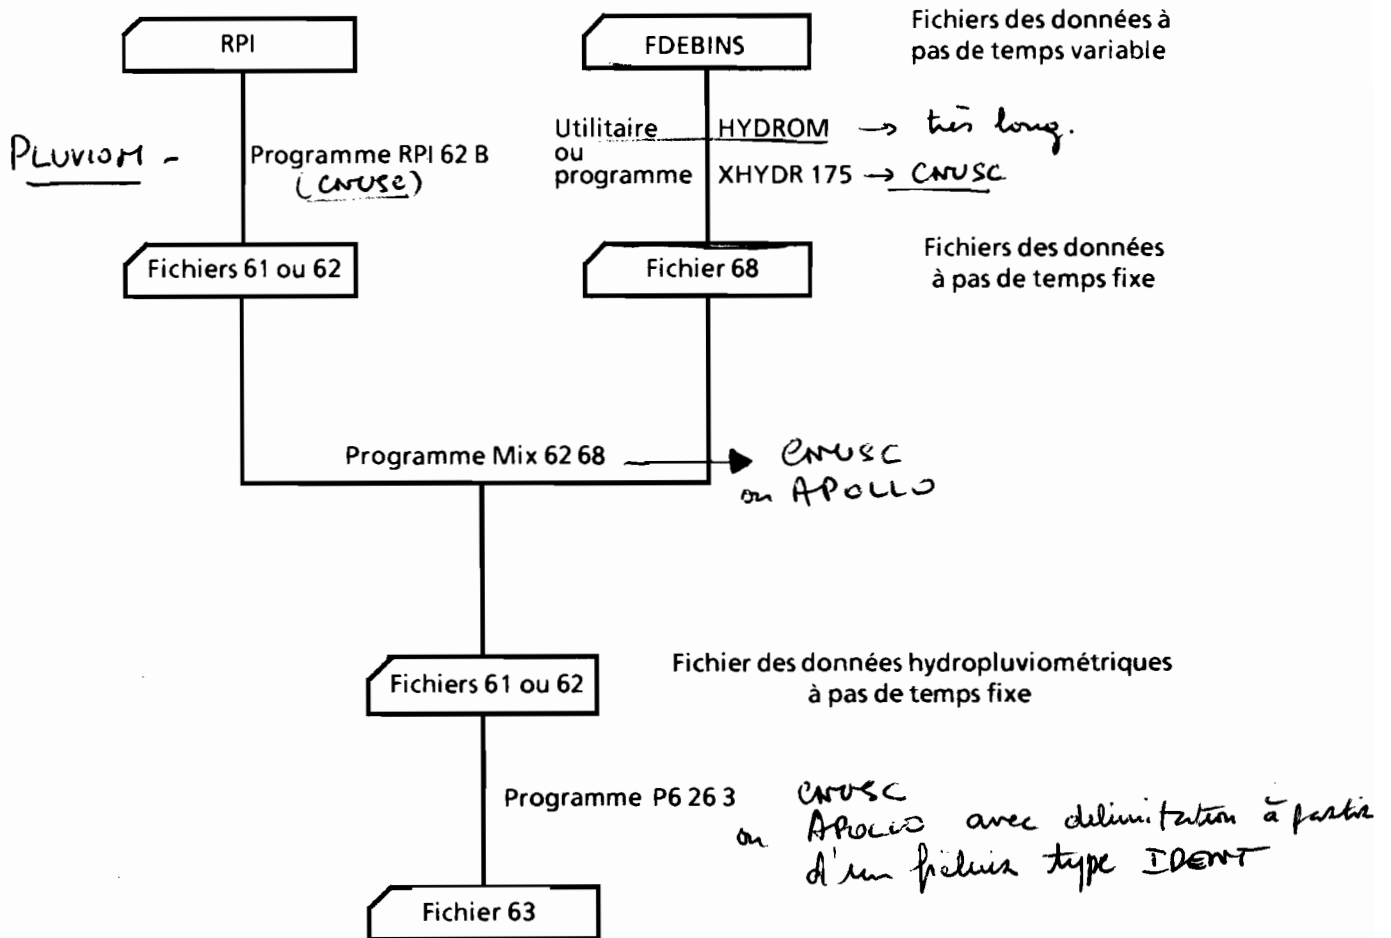 RPI
FDEBINS
Fichiers des données à
pas de temps variable
PLUVIOM -
Programme RPI 62 B
(CNUSC)
Utilitaire HYDROM → très long.
ou
programme XHYDR 175 → CNUSC
Fichiers 61 ou 62
Fichier 68
Fichiers des données
à pas de temps fixe
Programme Mix 62 68 → CNUSC
ou APOLLO
Fichiers 61 ou 62
Fichier des données hydropluviométriques
à pas de temps fixe
Programme P6 26 3 CNUSC
ou APOLLO avec délimitation à partir
d'un fichier type IDENT
Fichier 63